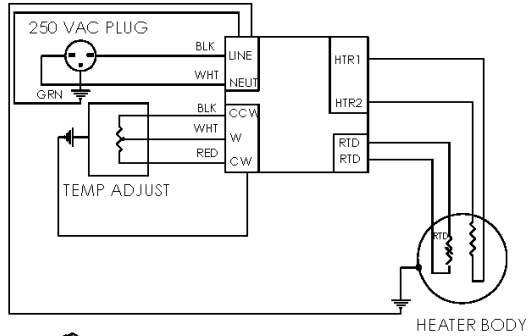 250 VAC PLUG
BLK
LINE
HTR1
WHT
NEUT
GRN
HTR2
BLK
CCW
WHT
W
RTD
RED
CW
RTD
TEMP ADJUST
RTD
HEATER BODY